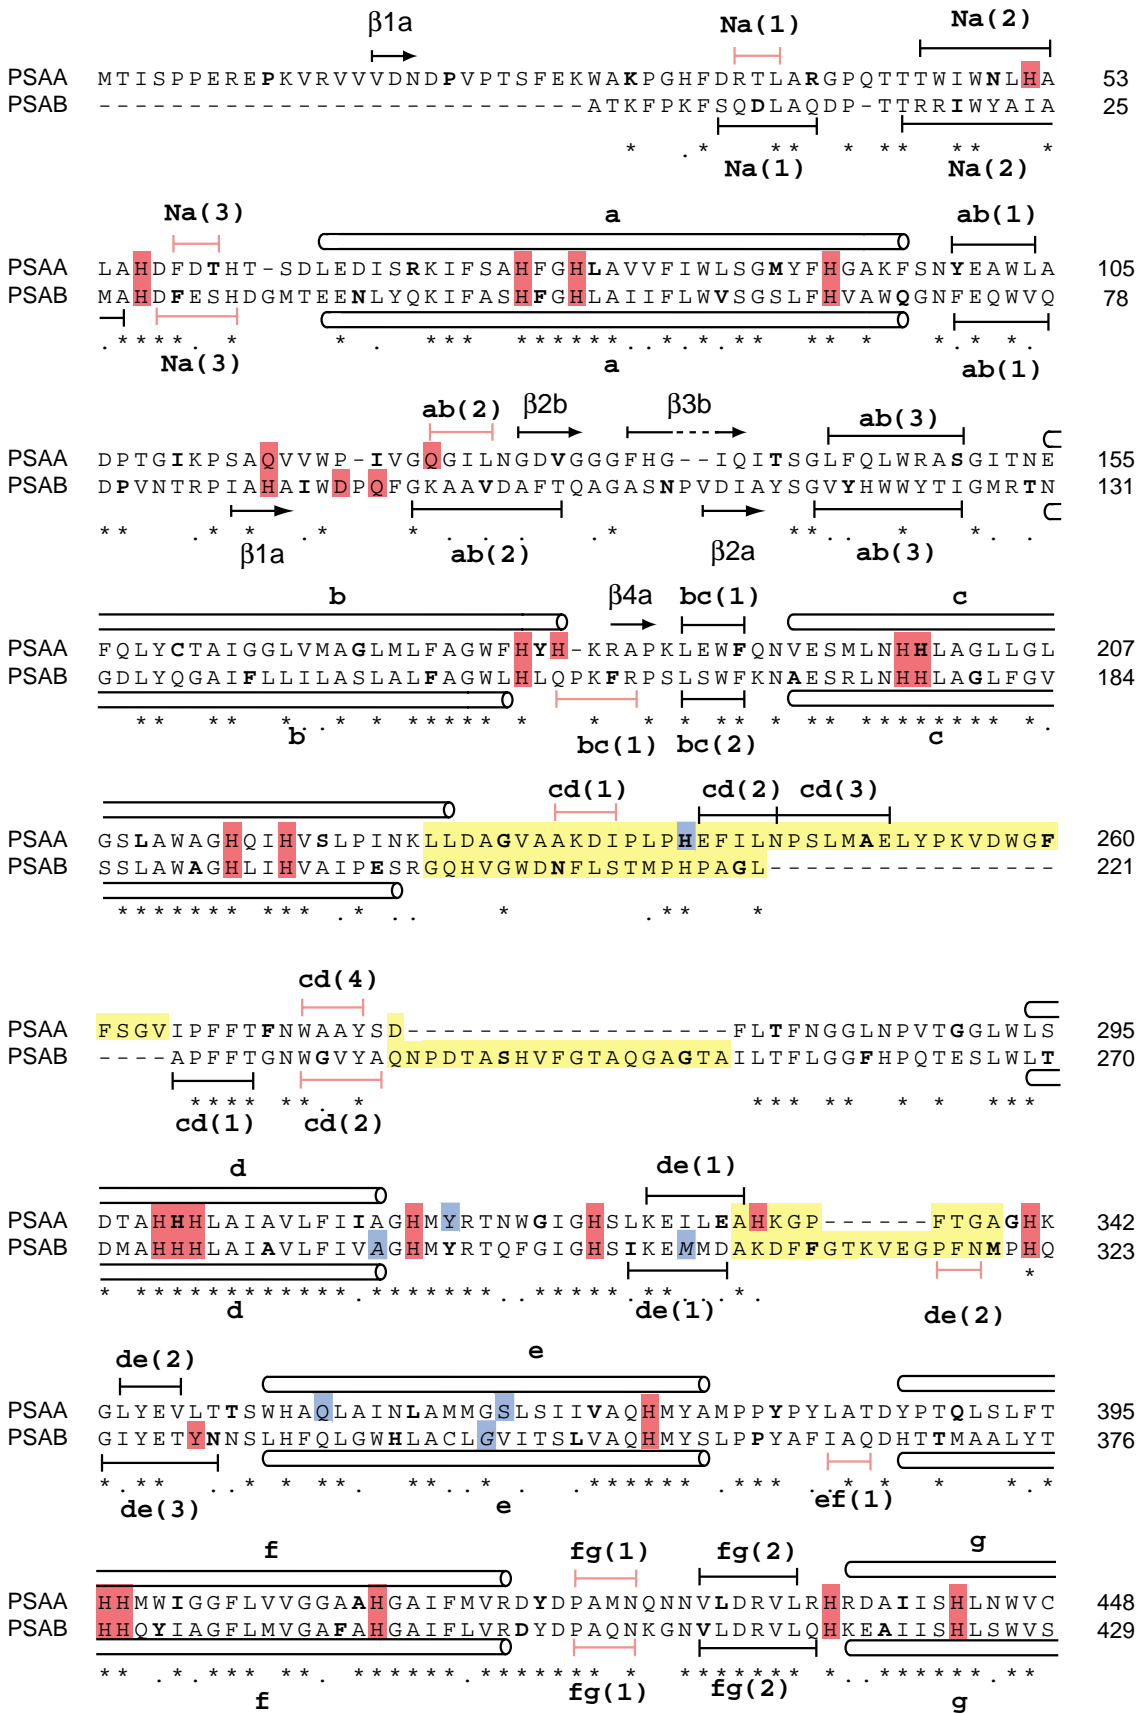 β1a Na(1) Na(2)
PSAA MTISPPEREPKVRVVVDNDPVPTSFEKWAKPGHFDRTLARGPQTTTWIWNLHA 53
PSAB ---------------------------ATKFPKFSQDLAQDP-TTRRIWYAIA 25
* . * * * * * * * * *
Na(1) Na(2)
Na(3) a ab(1)
PSAA LAHDFDTHT-SDLEDISRKIFSAHFGHLAVVFIWLSGMYFHGAKFSNYEAWLA 105
PSAB MAHDFESHDGMTEENLYQKIFASHFGHLAIIFLWVSGSLFHVAWQGNFEQWVQ 78
Na(3) a ab(1)
ab(2) β2b β3b ab(3)
PSAA DPTGIKPSAQVVWP-IVGQGILNGDVGGGFHG--IQITSGLFQLWRASGITNE 155
PSAB DPVNTRPIAHAIWDPQFGKAAVDAFTQAGASNPVDIAYSGVYHWWYTIGMRTN 131
β1a ab(2) β2a ab(3)
b β4a bc(1) c
PSAA FQLYCTAIGGLVMAGLMLFAGWFHYH-KRAPKLEWFQNVESMLNHHLAGLLGL 207
PSAB GDLYQGAIFLLILASLALFAGWLHLQPKFRPSLSWFKNAESRLNHHLAGLFGV 184
b bc(1) bc(2) c
cd(1) cd(2) cd(3)
PSAA GSLAWAGHQIHVSLPINKLLDAGVAAKDIPLPHEFILNPSLMAELYPKVDWGF 260
PSAB SSLAWAGHLIHVAIPESRGQHVGWDNFLSTMPHPAGL---------------- 221
* * * * * * * * * * . * . . * . * * *
cd(4)
PSAA FSGVIPFFTFNWAAYSD-------------------FLTFNGGLNPVTGGLWLS 295
PSAB ----APFFTGNWGVYAQNPDTASHVFGTAQGAGTAILTFLGGFHPQTESLWLT 270
cd(1) cd(2)
d de(1)
PSAA DTAHHHLAIAVLFIIAGHMYRTNWGIGHSLKEILEAHKGP------FTGAGHK 342
PSAB DMAHHHLAIAVLFIVAGHMYRTQFGIGHSIKEMMDAKDFFGTKVEGPFNMPHQ 323
d de(1) de(2)
de(2) e
PSAA GLYEVLTTSWHAQLAINLAMMGSLSIIVAQHMYAMPPYPYLATDYPTQLSLFT 395
PSAB GIYETYNNSLHFQLGWHLACLGVITSLVAQHMYSLPPYAFIAQDHTTMAALYT 376
de(3) e ef(1)
f fg(1) fg(2) g
PSAA HHMWIGGFLVVGGAAHGAIFMVRDYDPAMNQNNVLDRVLRHRDAIISHLNWVC 448
PSAB HHQYIAGFLMVGAFAHGAIFLVRDYDPAQNKGNVLDRVLQHKEAIISHLSWVS 429
f fg(1) fg(2) g